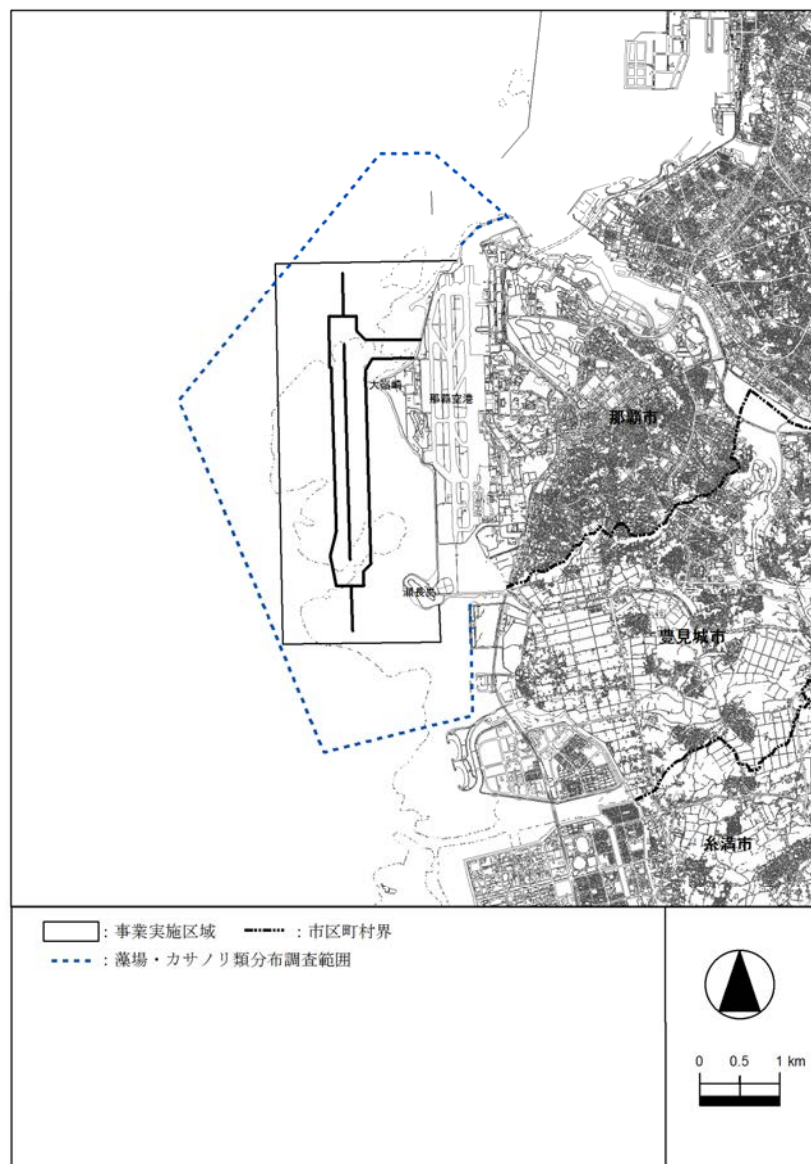 大嶺崎
那覇空港
那覇市
瀬長島
豊見城市
糸満市
：事業実施区域 ：市区町村界
：藻場・カサノリ類分布調査範囲
0 0.5 1 km